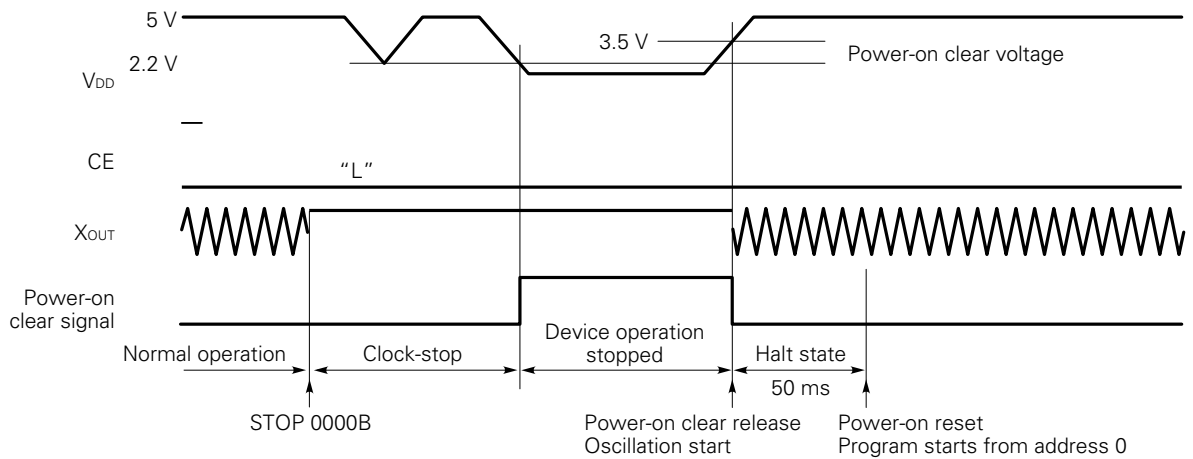 5 V
3.5 V
Power-on clear voltage
2.2 V
VDD
CE
“L”
XOUT
Power-on
clear signal
Normal operation
Clock-stop
Device operation
stopped
Halt state
50 ms
STOP 0000B
Power-on clear release
Oscillation start
Power-on reset
Program starts from address 0